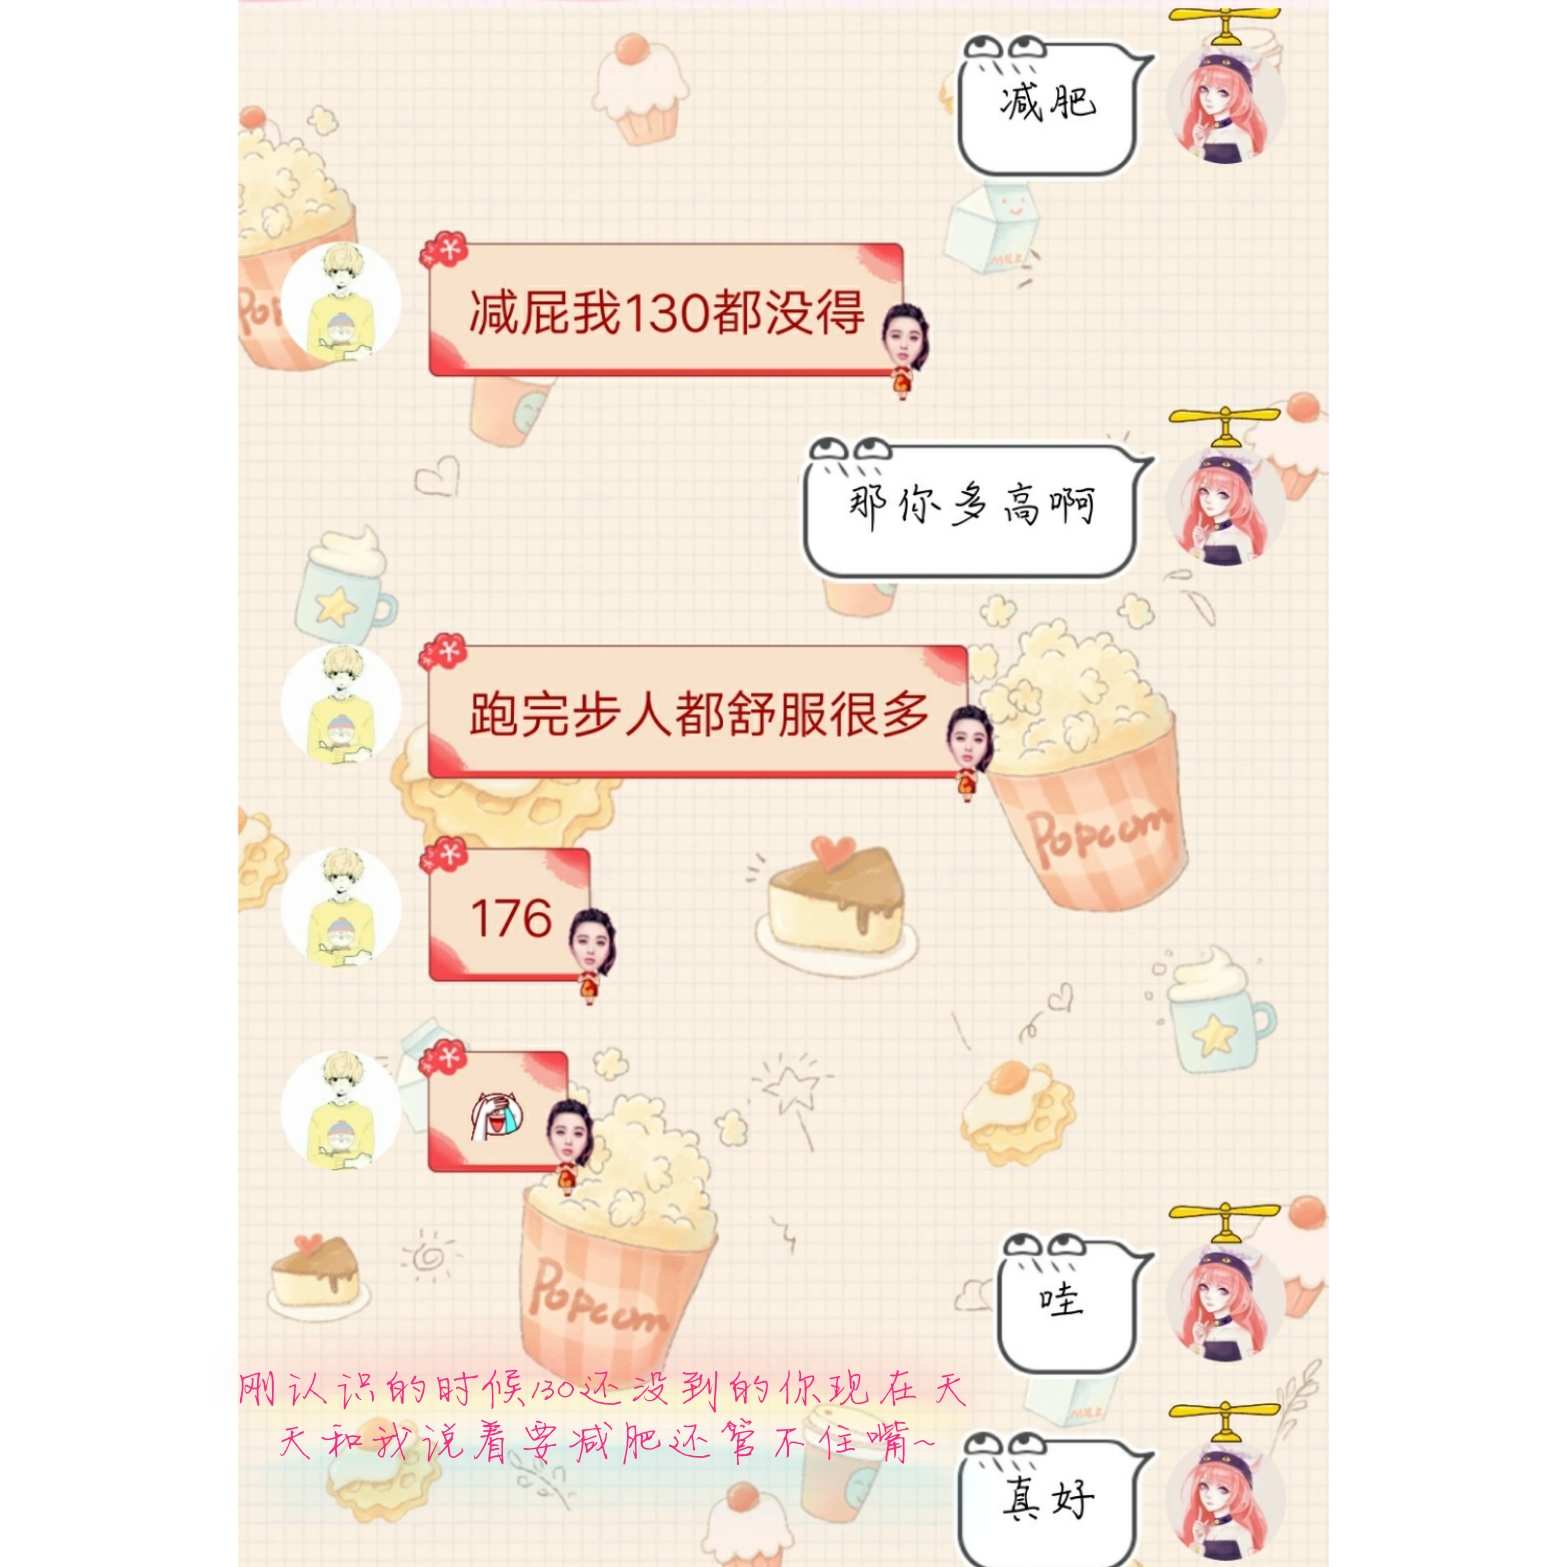 减肥
减屁我130都没得
那你多高啊
跑完步人都舒服很多
Popcorn
176
哇
Popcorn
刚认识的时候130还没到的你现在天
天和我说着要减肥还管不住嘴~
真好